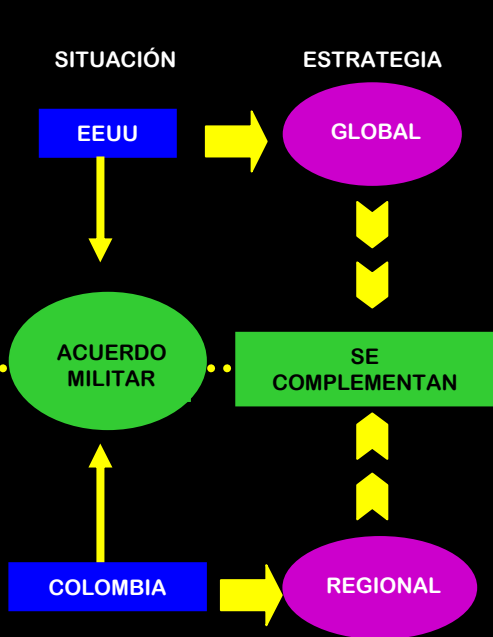 SITUACIÓN ESTRATEGIA
EEUU GLOBAL
ACUERDO
MILITAR
SE
COMPLEMENTAN
COLOMBIA REGIONAL